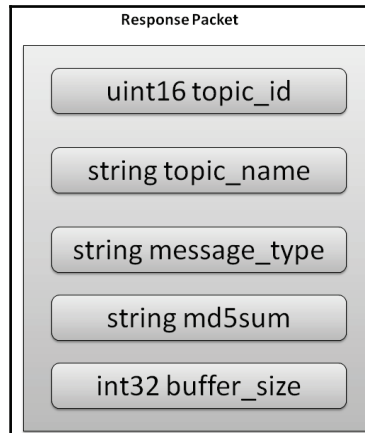 Response Packet
uint16 topic_id
string topic_name
string message_type
string md5sum
int32 buffer_size